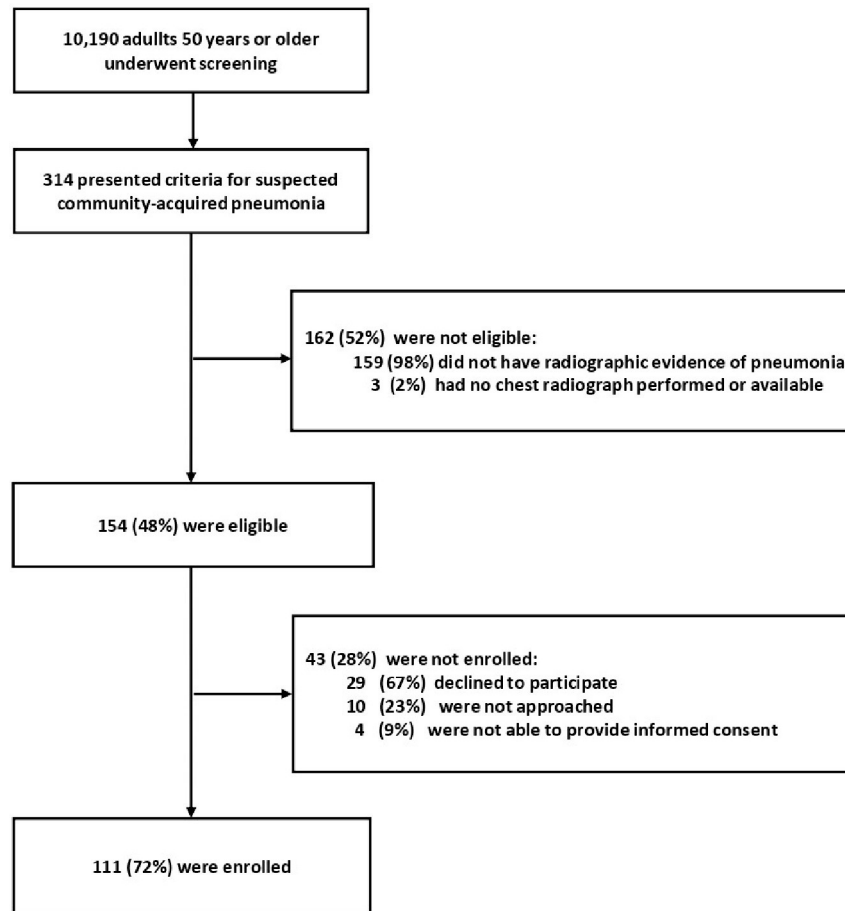 10,190 adullts 50 years or older
underwent screening
314 presented criteria for suspected
community-acquired pneumonia
162 (52%) were not eligible:
159 (98%) did not have radiographic evidence of pneumonia
3 (2%) had no chest radiograph performed or available
154 (48%) were eligible
43 (28%) were not enrolled:
29 (67%) declined to participate
10 (23%) were not approached
4 (9%) were not able to provide informed consent
111 (72%) were enrolled